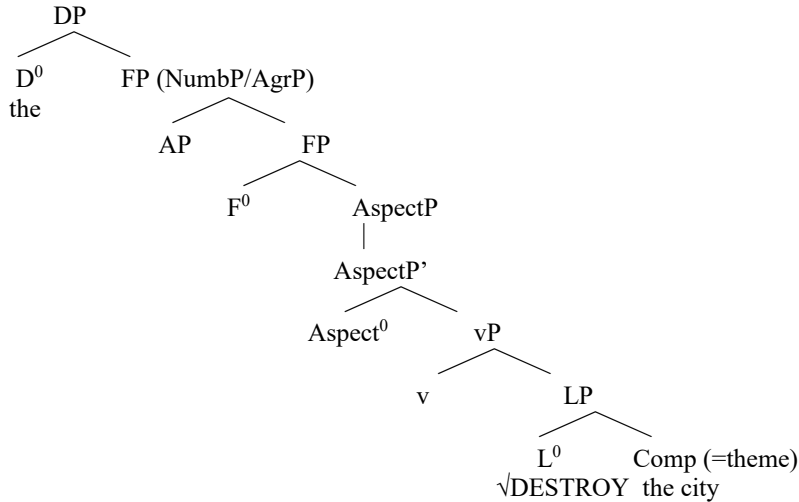 DP
D⁰ FP (NumbP/AgrP)
the
AP FP
F⁰ AspectP
AspectP’
Aspect⁰ vP
v LP
L⁰ Comp (=theme)
√DESTROY the city